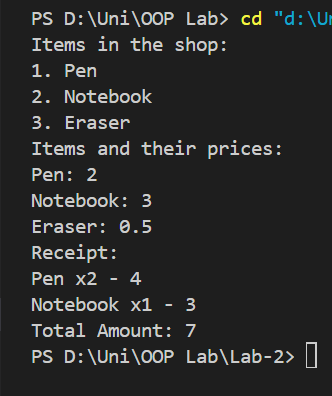 PS D:\Uni\OOP Lab> cd "d:\U
Items in the shop:
1. Pen
2. Notebook
3. Eraser
Items and their prices:
Pen: 2
Notebook: 3
Eraser: 0.5
Receipt:
Pen x2 - 4
Notebook x1 - 3
Total Amount: 7
PS D:\Uni\OOP Lab\Lab-2>